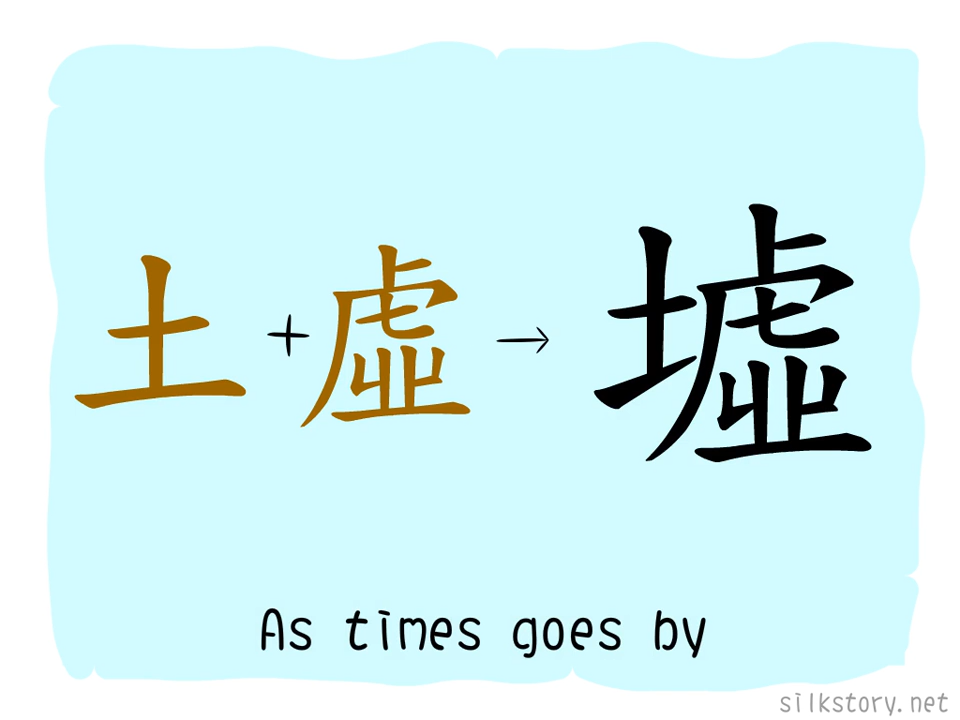 土 + 虛 → 墟
As times goes by
silkstory.net